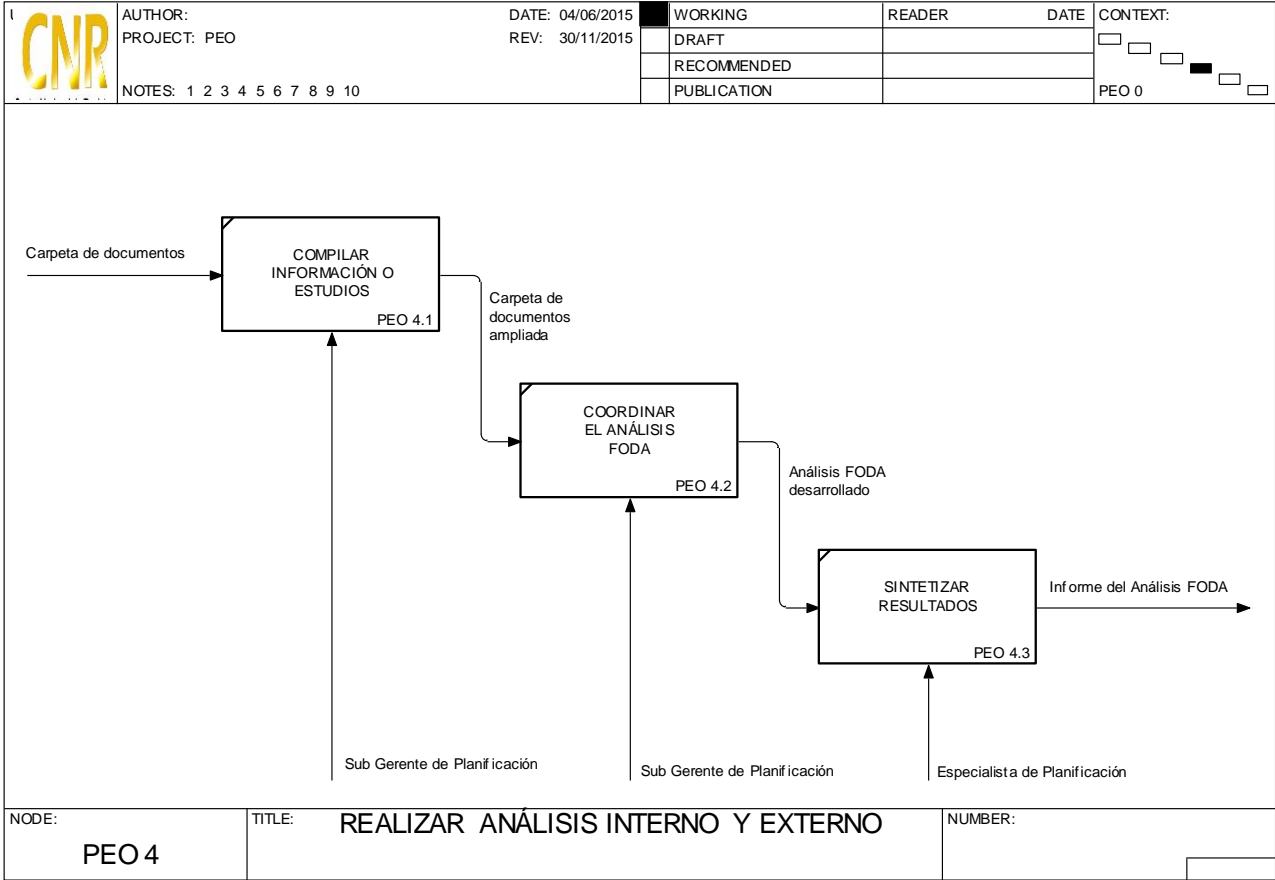 CNR
AUTHOR:
DATE: 04/06/2015
PROJECT: PEO
REV: 30/11/2015
NOTES: 1 2 3 4 5 6 7 8 9 10
WORKING
DRAFT
RECOMMENDED
PUBLICATION
READER DATE
CONTEXT:
PEO 0
Carpeta de documentos
COMPILAR
INFORMACIÓN O
ESTUDIOS
PEO 4.1
Carpeta de
documentos
ampliada
COORDINAR
EL ANÁLISIS
FODA
PEO 4.2
Análisis FODA
desarrollado
SINTETIZAR
RESULTADOS
PEO 4.3
Informe del Análisis FODA
Sub Gerente de Planificación
Sub Gerente de Planificación
Especialista de Planificación
NODE:
PEO 4
TITLE:
REALIZAR ANÁLISIS INTERNO Y EXTERNO
NUMBER: